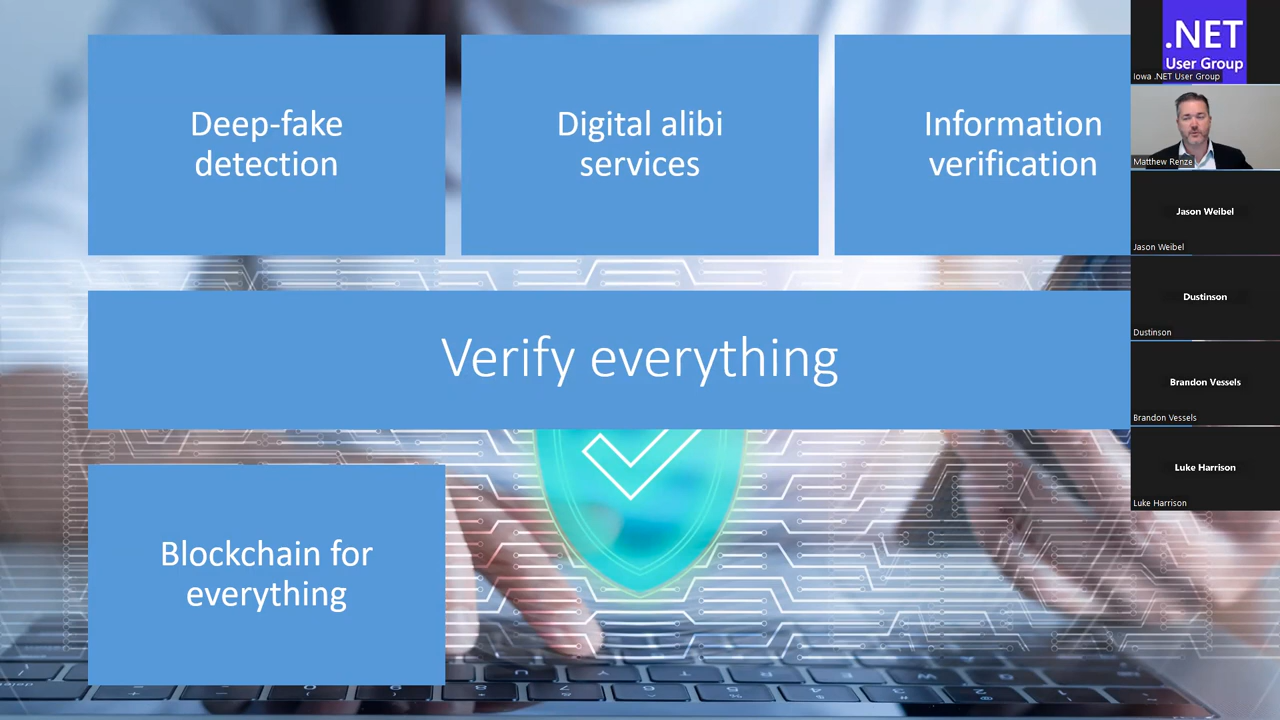 Deep-fake
detection
Digital alibi
services
Information
verification
Verify everything
Blockchain for
everything
.NET
User Group
Iowa .NET User Group
Matthew Renze
Jason Weibel
Jason Weibel
Dustinson
Dustinson
Brandon Vessels
Brandon Vessels
Luke Harrison
Luke Harrison